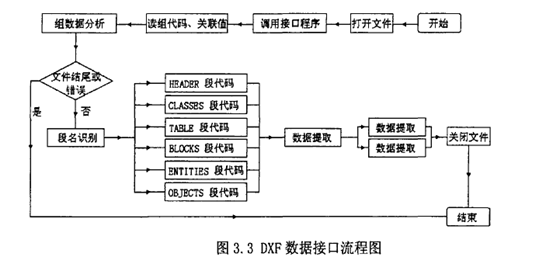 组数据分析
读组代码、关联值
调用接口程序
打开文件
开始
文件结尾或
错误
是
否
段名识别
HEADER 段代码
CLASSES 段代码
TABLE 段代码
BLOCKS 段代码
ENTITIES 段代码
OBJECTS 段代码
数据提取
数据提取
数据提取
关闭文件
结束
图 3.3 DXF 数据接口流程图